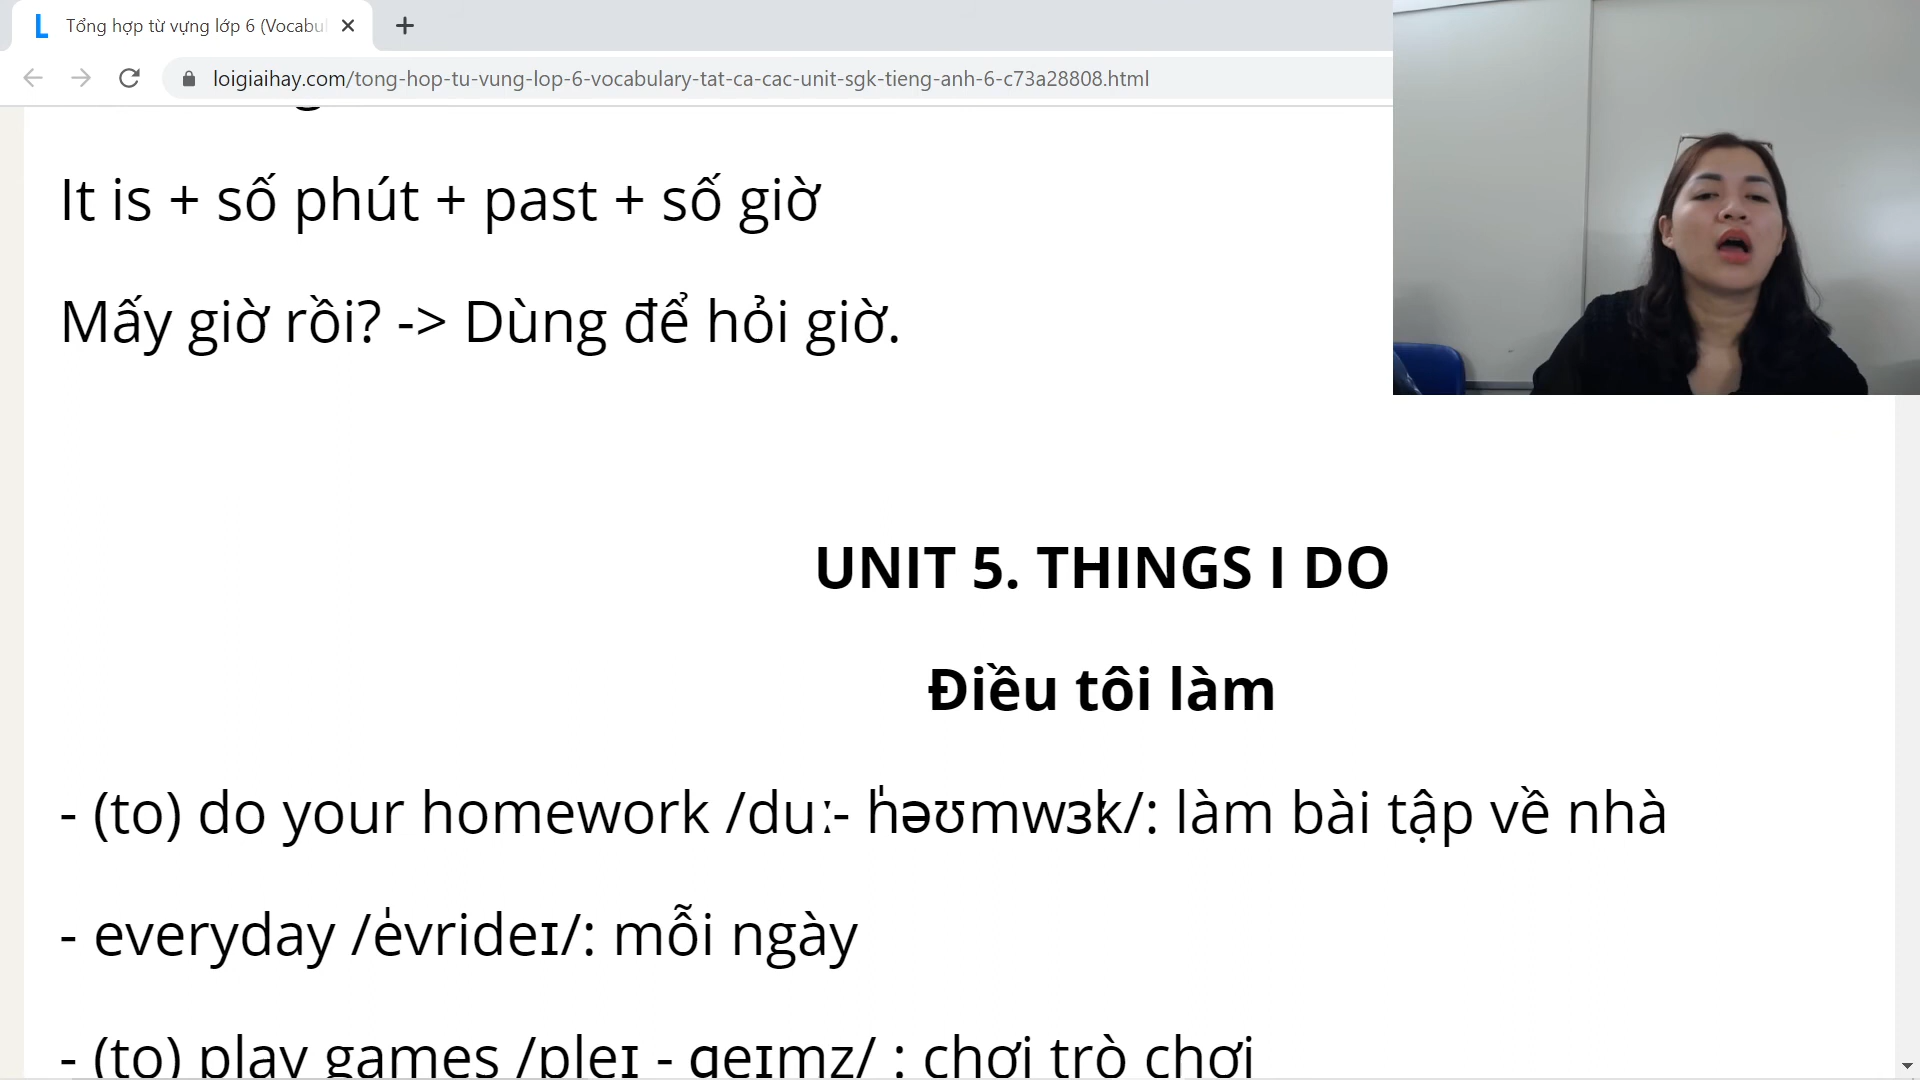 Tổng hợp từ vựng lớp 6 (Vocabul
loigiaihay.com/tong-hop-tu-vung-lop-6-vocabulary-tat-ca-cac-unit-sgk-tieng-anh-6-c73a28808.html
It is + số phút + past + số giờ
Mấy giờ rồi? -> Dùng để hỏi giờ.
UNIT 5. THINGS I DO
Điều tôi làm
- (to) do your homework /duː- ˈhəʊmwɜːk/: làm bài tập về nhà
- everyday /ˈevrideɪ/: mỗi ngày
- (to) play games /pleɪ - ɡeɪmz/ : chơi trò chơi